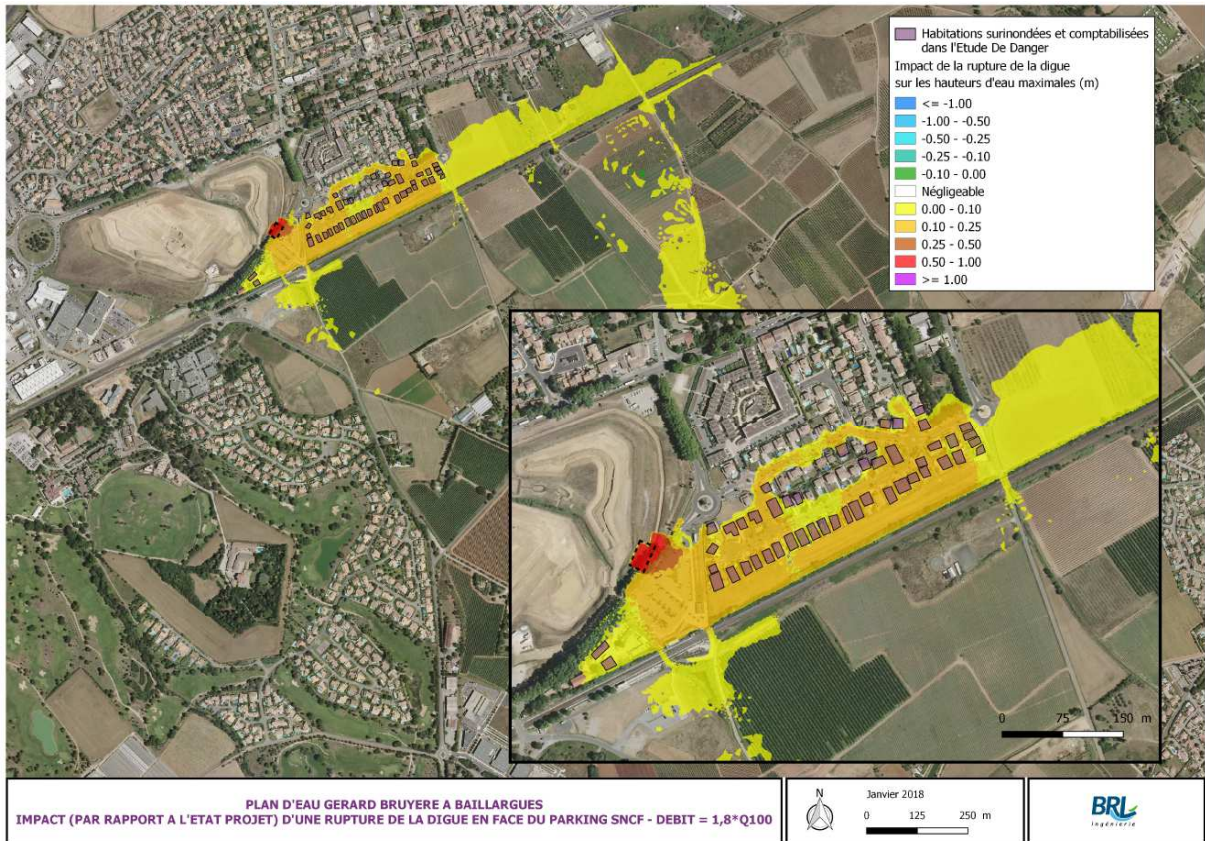 Habitations surinondées et comptabilisées
dans l'Etude De Danger
Impact de la rupture de la digue
sur les hauteurs d'eau maximales (m)
<= -1.00
-1.00 - -0.50
-0.50 - -0.25
-0.25 - -0.10
-0.10 - 0.00
Négligeable
0.00 - 0.10
0.10 - 0.25
0.25 - 0.50
0.50 - 1.00
>= 1.00
0 75 150 m
PLAN D'EAU GERARD BRUYERE A BAILLARGUES
IMPACT (PAR RAPPORT A L'ETAT PROJET) D'UNE RUPTURE DE LA DIGUE EN FACE DU PARKING SNCF - DEBIT = 1,8*Q100
N
Janvier 2018
0 125 250 m
BRL
Ingénierie